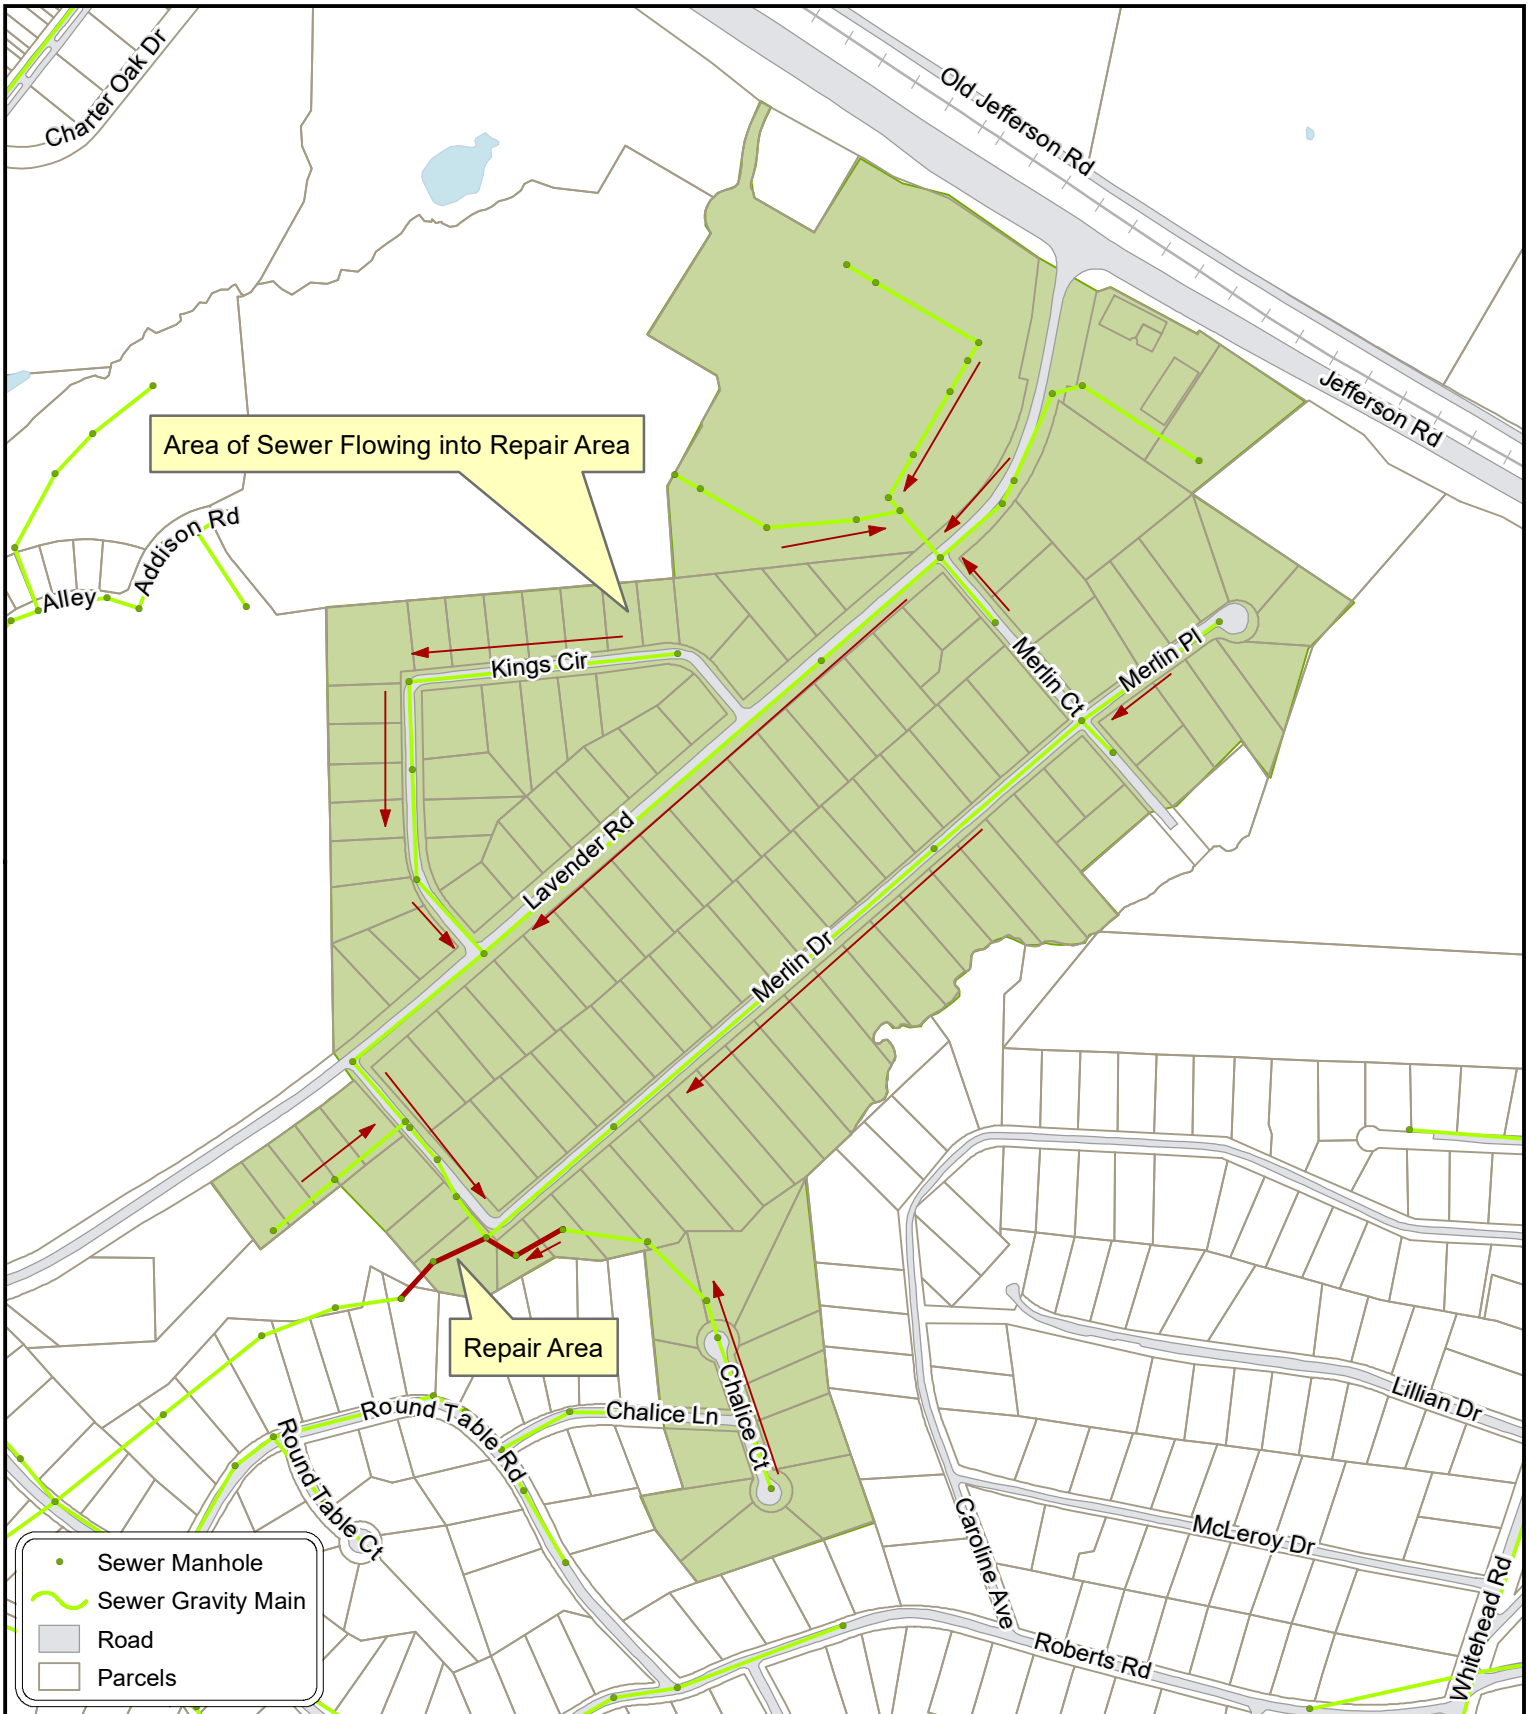 Charter Oak Dr
Old Jefferson Rd
Jefferson Rd
Area of Sewer Flowing into Repair Area
Addison Rd
Alley
Kings Cir
Merlin Ct
Merlin Pl
Lavender Rd
Merlin Dr
Repair Area
Chalice Ct
Chalice Ln
Round Table Rd
Round Table Ct
Lillian Dr
Caroline Ave
McLeroy Dr
Roberts Rd
Whitehead Rd
Sewer Manhole
Sewer Gravity Main
Road
Parcels